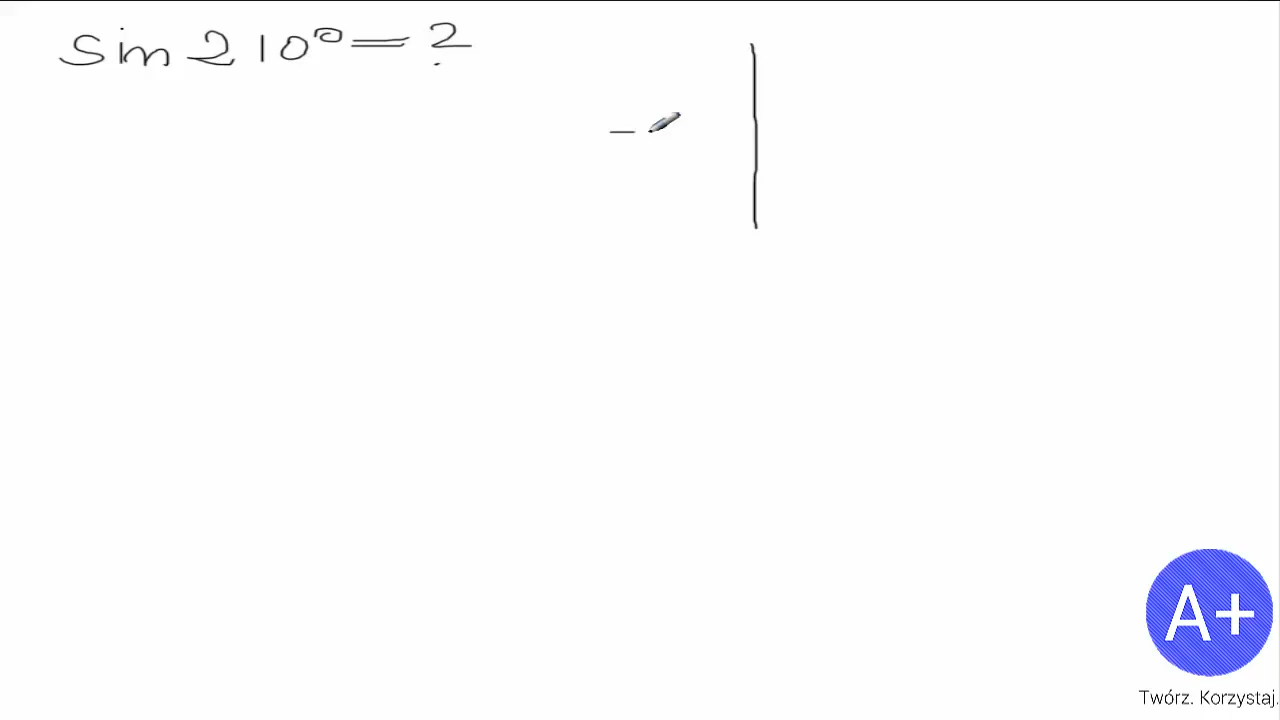 sin 210° = ?
A+
Twórz. Korzystaj.